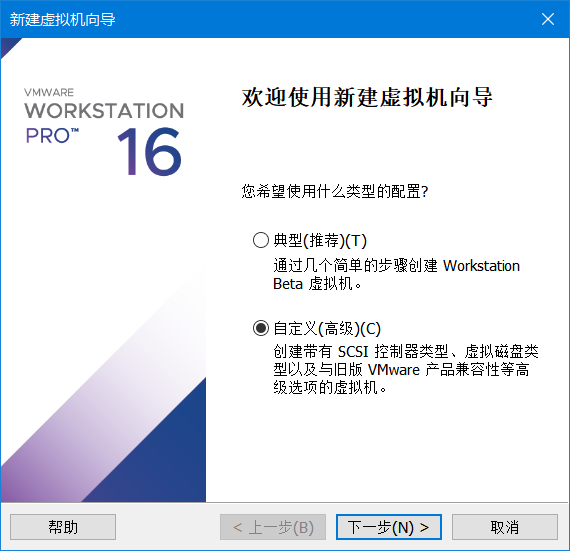 新建虚拟机向导
VMWARE
WORKSTATION
PRO™ 16
欢迎使用新建虚拟机向导
您希望使用什么类型的配置?
典型(推荐)(T)
通过几个简单的步骤创建 Workstation
Beta 虚拟机。
自定义(高级)(C)
创建带有 SCSI 控制器类型、虚拟磁盘类
型以及与旧版 VMware 产品兼容性等高
级选项的虚拟机。
帮助
< 上一步(B)
下一步(N) >
取消